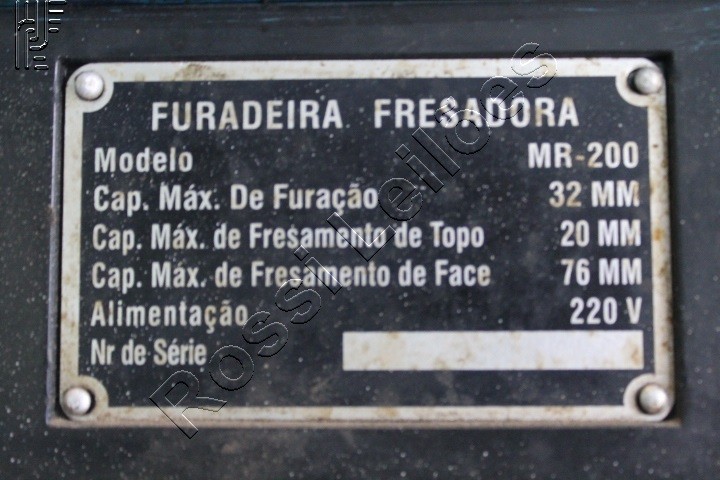 FURADEIRA FRESADORA
Modelo MR-200
Cap. Máx. De Furação 32 MM
Cap. Máx. de Fresamento de Topo 20 MM
Cap. Máx. de Fresamento de Face 76 MM
Alimentação 220 V
Nr de Série
Rossi Leilões